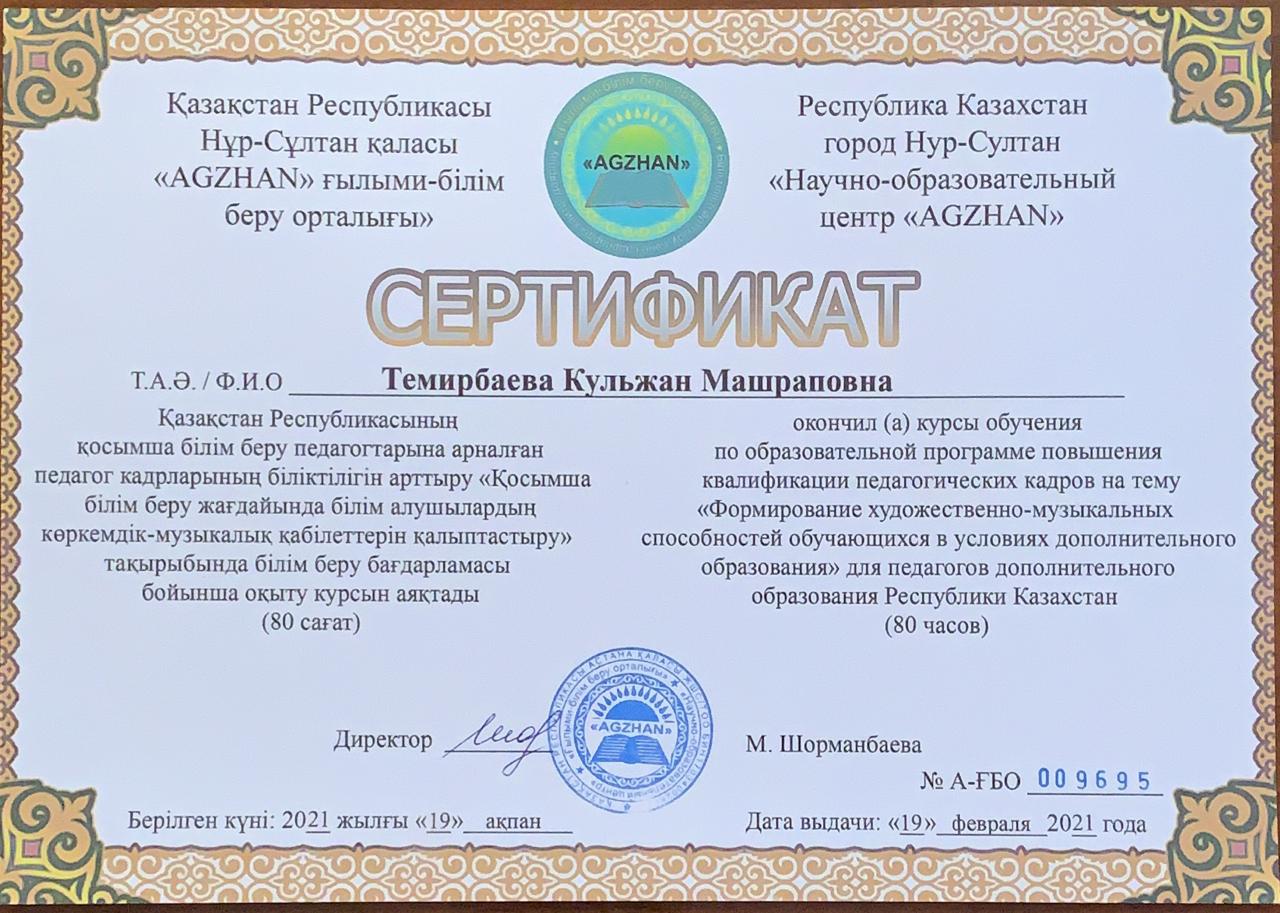 Қазақстан Республикасы
Нұр-Сұлтан қаласы
«AGZHAN» ғылыми-білім
беру орталығы»
«AGZHAN»
Республика Казахстан
город Нур-Султан
«Научно-образовательный
центр «AGZHAN»
СЕРТИФИКАТ
Т.А.Ә. / Ф.И.О Темирбаева Кульжан Машраповна
Қазақстан Республикасының
қосымша білім беру педагогтарына арналған
педагог кадрларының біліктілігін арттыру «Қосымша
білім беру жағдайында білім алушылардың
көркемдік-музыкалық қабілеттерін қалыптастыру»
тақырыбында білім беру бағдарламасы
бойынша оқыту курсын аяқтады
(80 сағат)
окончил (а) курсы обучения
по образовательной программе повышения
квалификации педагогических кадров на тему
«Формирование художественно-музыкальных
способностей обучающихся в условиях дополнительного
образования» для педагогов дополнительного
образования Республики Казахстан
(80 часов)
Директор
«AGZHAN»
М. Шорманбаева
№ А-ҒБО 009695
Берілген күні: 2021 жылғы «19» ақпан
Дата выдачи: «19» февраля 2021 года